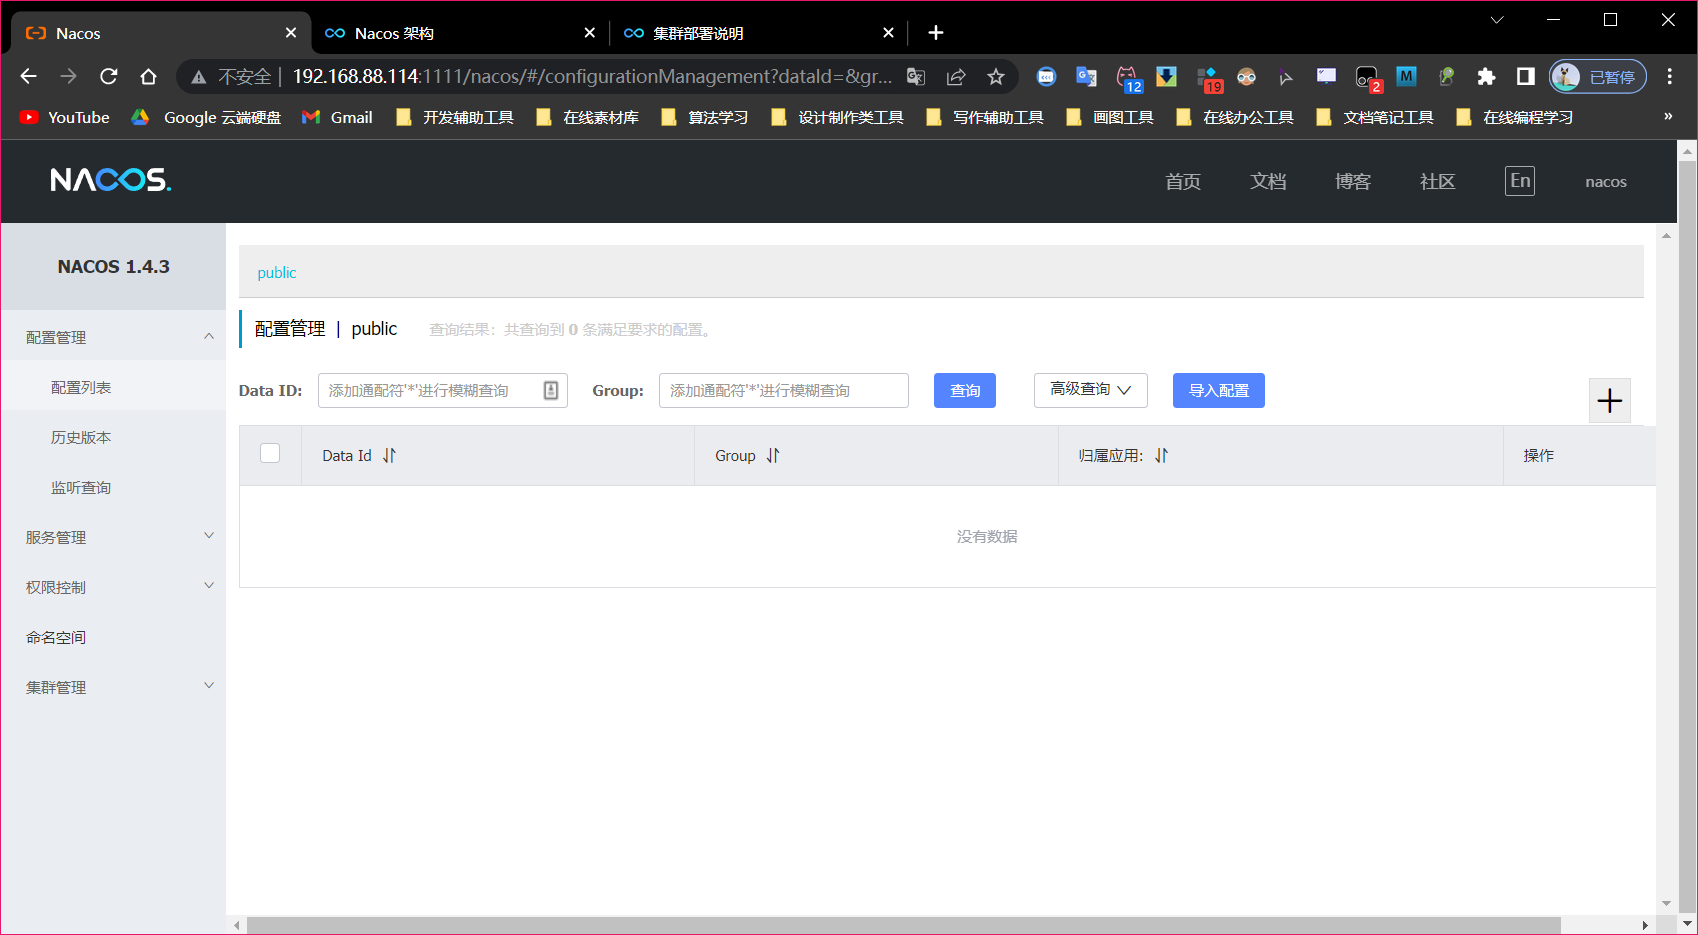 Nacos
Nacos 架构
集群部署说明
不安全 192.168.88.114:1111/nacos/#/configurationManagement?dataId=&gr...
12
19
2
M
已暂停
YouTube
Google 云端硬盘
Gmail
开发辅助工具
在线素材库
算法学习
设计制作类工具
写作辅助工具
画图工具
在线办公工具
文档笔记工具
在线编程学习
»
NACOS.
首页
文档
博客
社区
En
nacos
NACOS 1.4.3
配置管理
配置列表
历史版本
监听查询
服务管理
权限控制
命名空间
集群管理
public
配置管理 | public 查询结果：共查询到 0 条满足要求的配置。
Data ID: 添加通配符'*'进行模糊查询 Group: 添加通配符'*'进行模糊查询 查询 高级查询 导入配置
Data Id Group 归属应用: 操作
没有数据